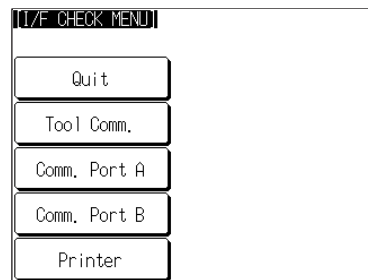 [I/F CHECK MENU]
Quit
Tool Comm.
Comm. Port A
Comm. Port B
Printer